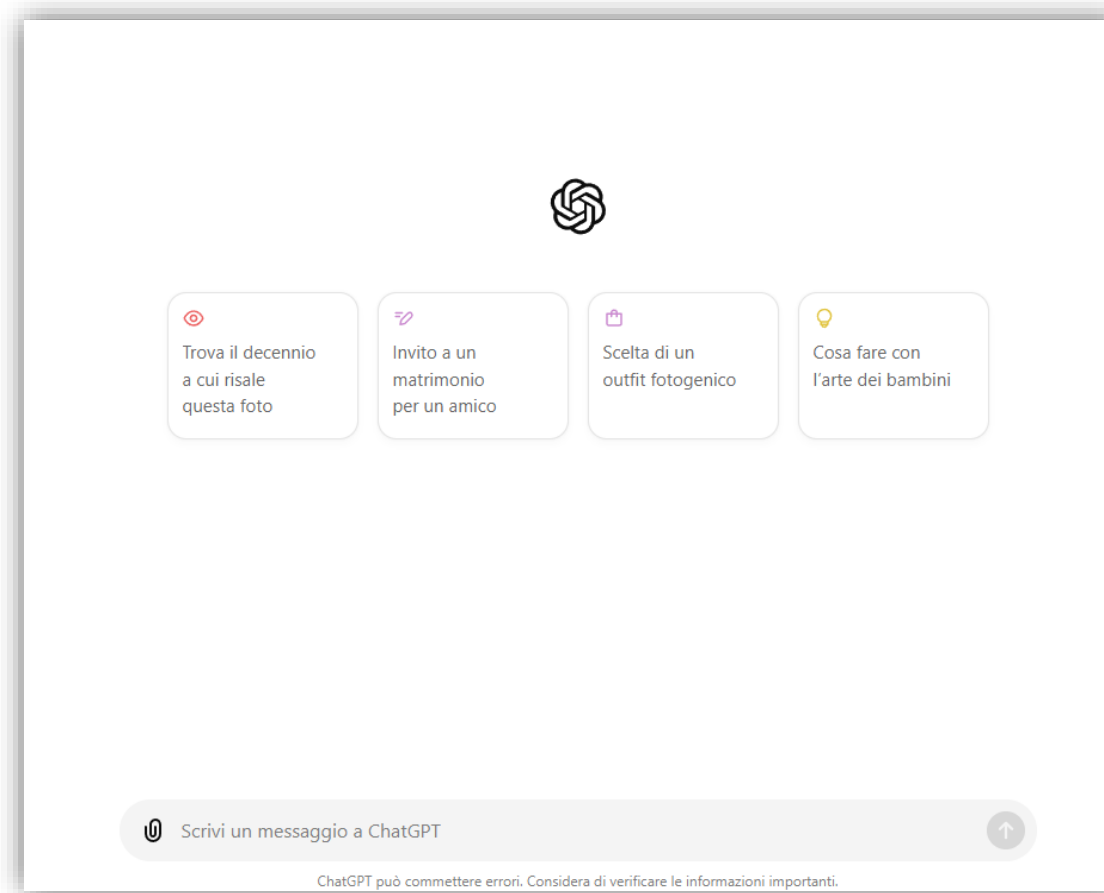 Trova il decennio
a cui risale
questa foto
Invito a un
matrimonio
per un amico
Scelta di un
outfit fotogenico
Cosa fare con
l’arte dei bambini
Scrivi un messaggio a ChatGPT
ChatGPT può commettere errori. Considera di verificare le informazioni importanti.